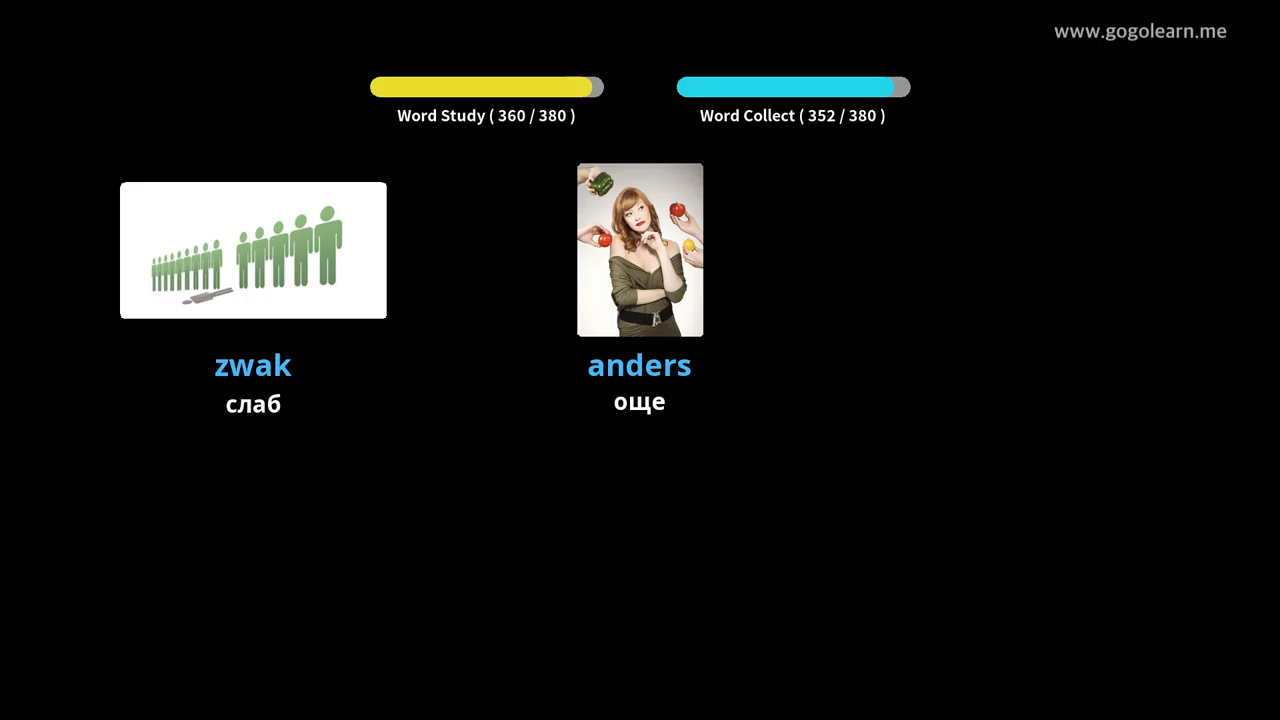 www.gogolearn.me
Word Study ( 360 / 380 )
Word Collect ( 352 / 380 )
zwak
слаб
anders
още